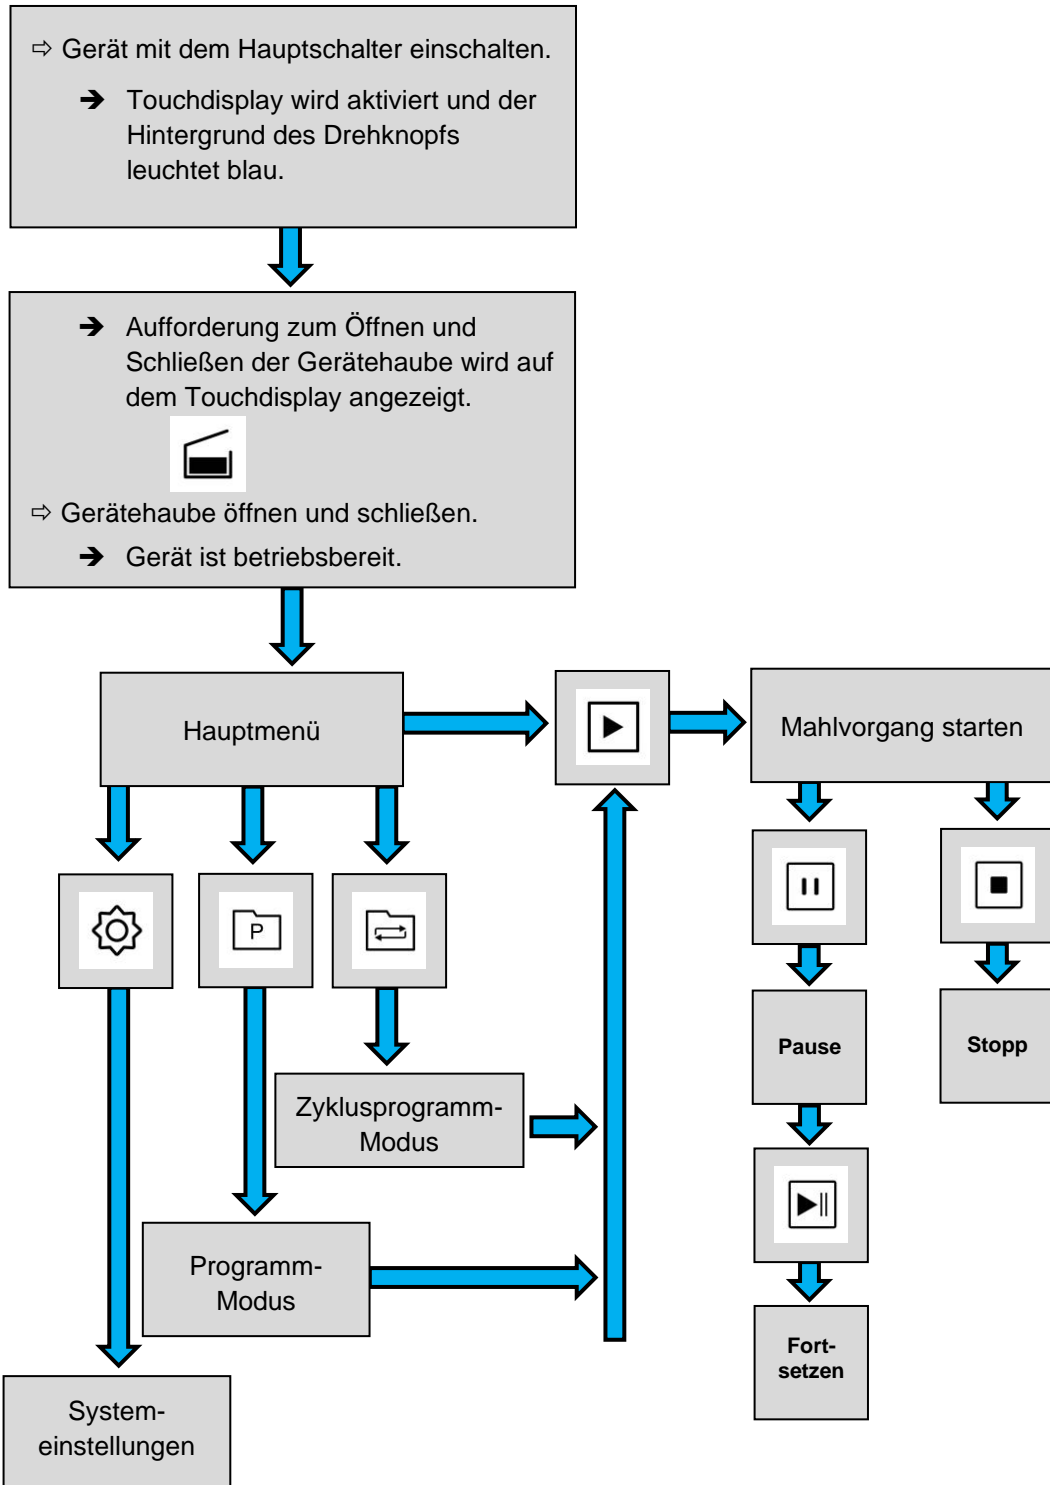 ⇨ Gerät mit dem Hauptschalter einschalten.
➔ Touchdisplay wird aktiviert und der
Hintergrund des Drehknopfs
leuchtet blau.
➔ Aufforderung zum Öffnen und
Schließen der Gerätehaube wird auf
dem Touchdisplay angezeigt.
⇨ Gerätehaube öffnen und schließen.
➔ Gerät ist betriebsbereit.
Hauptmenü
Mahlvorgang starten
P
Pause
Stopp
Zyklusprogramm-
Modus
Programm-
Modus
Fort-
setzen
System-
einstellungen